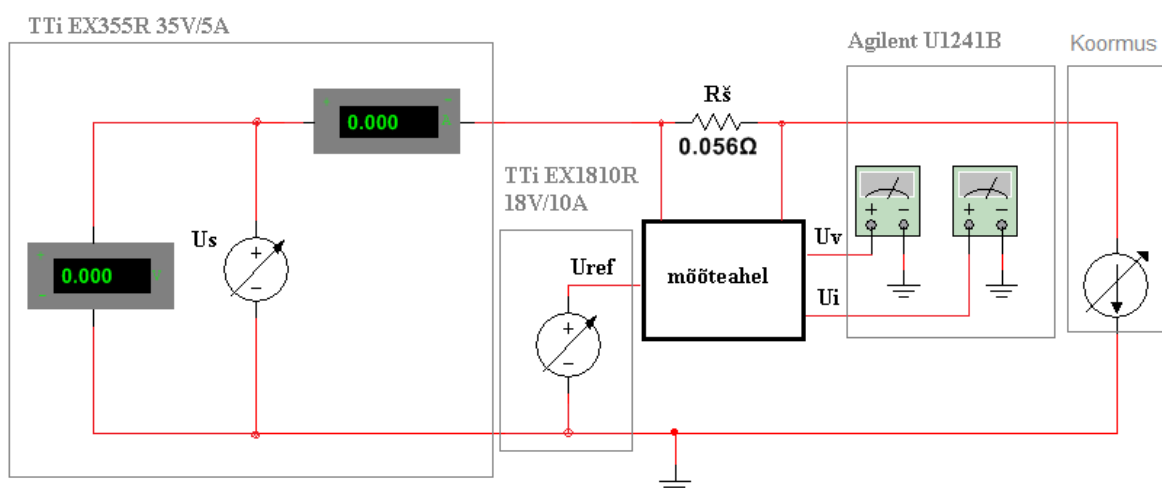 TTi EX355R 35V/5A
Agilent U1241B
Koormus
Rš
0.056Ω
0.000 A
TTi EX1810R
18V/10A
Us
0.000 V
Uref
mõõteahel
Uv
Ui